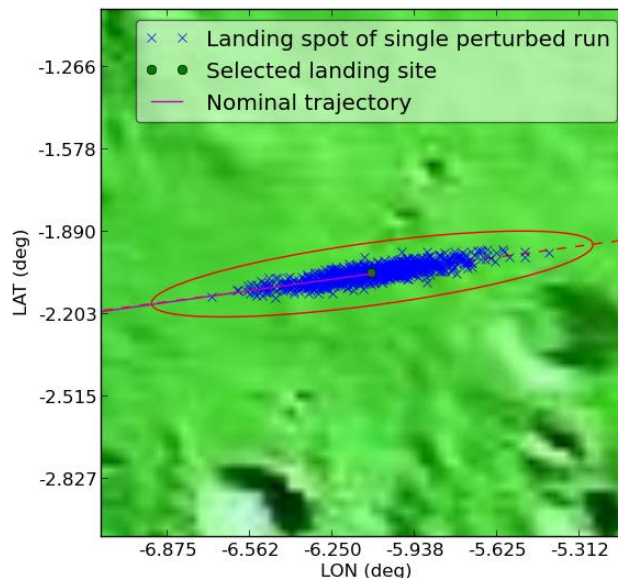 Landing spot of single perturbed run
Selected landing site
Nominal trajectory
-1.266
-1.578
-1.890
-2.203
-2.515
-2.827
LAT (deg)
-6.875 -6.562 -6.250 -5.938 -5.625 -5.312
LON (deg)